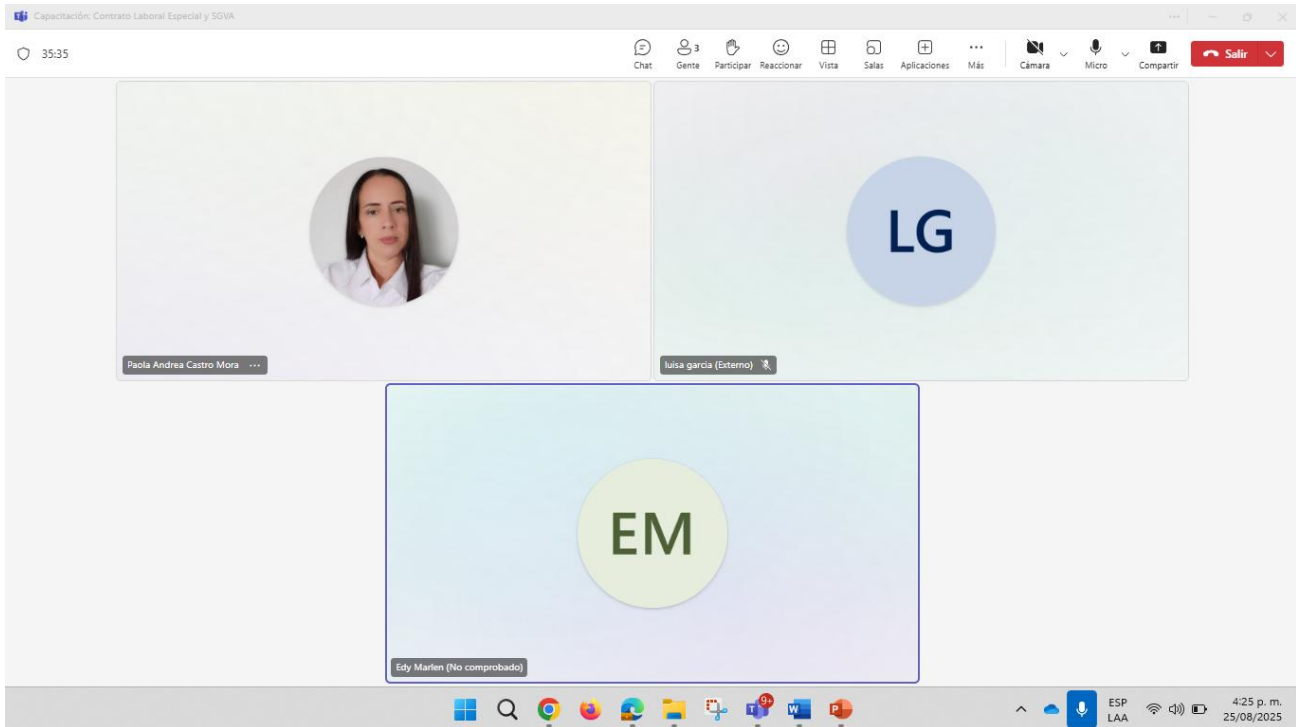 Capacitación: Contrato Laboral Especial y SGVA
35:35
Chat
3
Gente
Participar
Reaccionar
Vista
Salas
Aplicaciones
Más
Cámara
Micro
Compartir
Salir
LG
Paola Andrea Castro Mora
luisa garcia (Externo)
EM
Edy Marlen (No comprobado)
9+
ESP
LAA
4:25 p. m.
25/08/2025